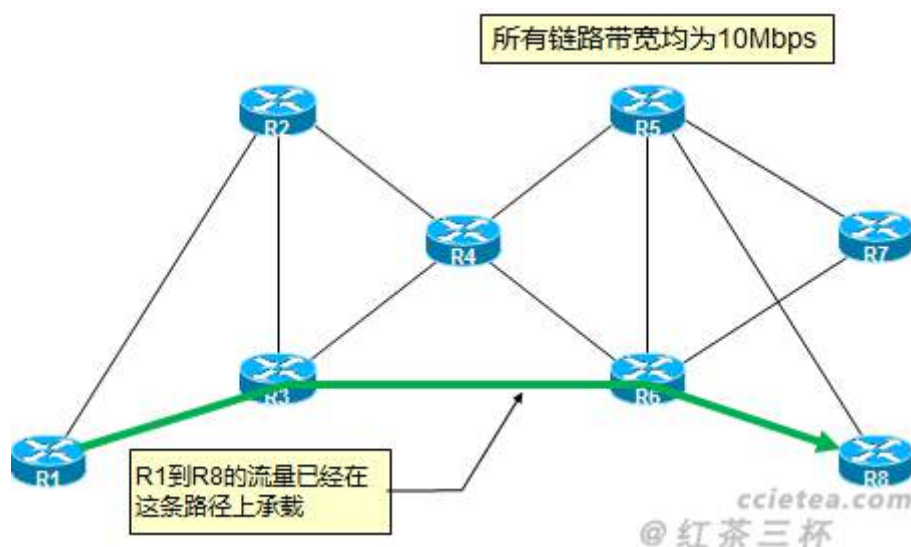 所有链路带宽均为10Mbps
R2
R5
R4
R7
R3
R6
R1
R8
R1到R8的流量已经在
这条路径上承载
ccietea.com
@红茶三杯